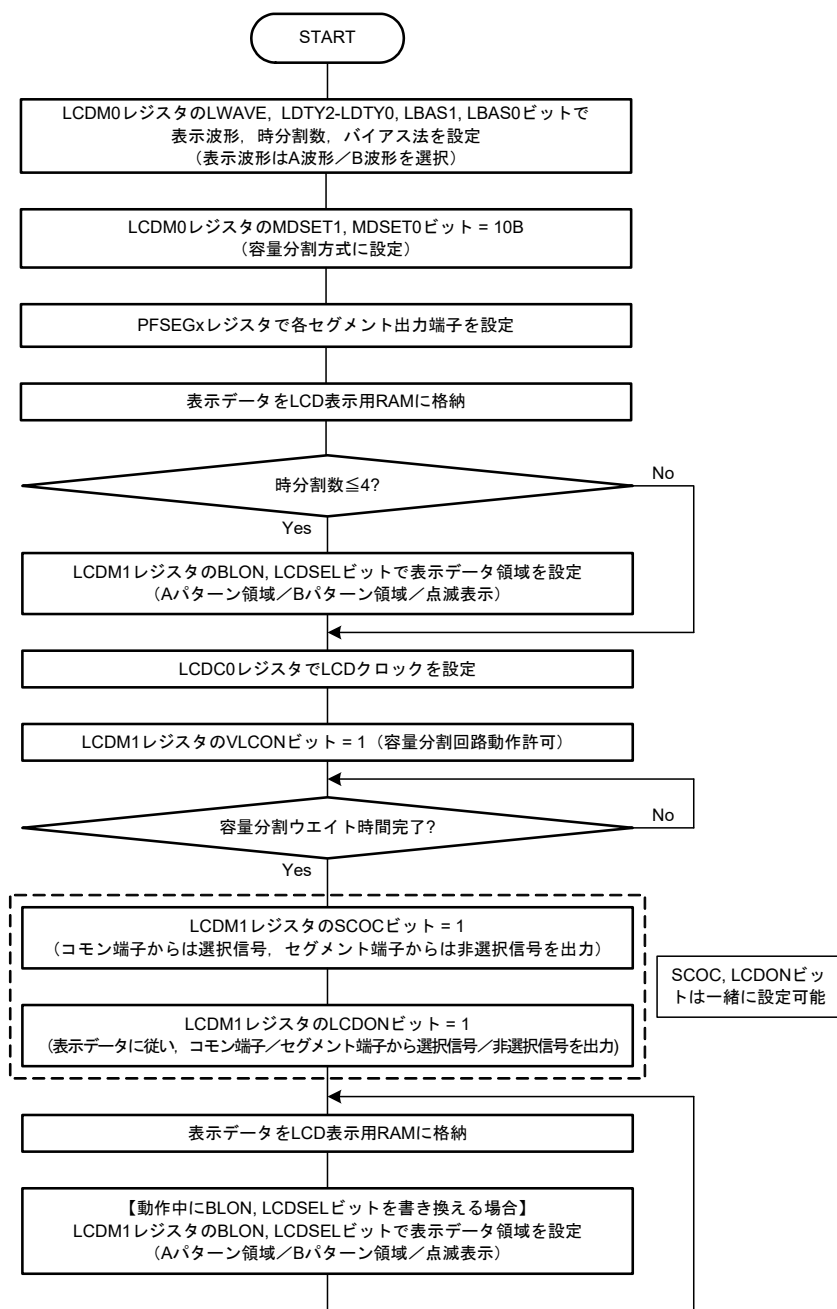 START
LCDM0レジスタのLWAVE, LDTY2-LDTY0, LBAS1, LBAS0ビットで
表示波形，時分割数，バイアス法を設定
（表示波形はA波形／B波形を選択）
LCDM0レジスタのMDSET1, MDSET0ビット = 10B
（容量分割方式に設定）
PFSEGxレジスタで各セグメント出力端子を設定
表示データをLCD表示用RAMに格納
時分割数≦4?
No
Yes
LCDM1レジスタのBLON, LCDSELビットで表示データ領域を設定
（Aパターン領域／Bパターン領域／点滅表示）
LCDC0レジスタでLCDクロックを設定
LCDM1レジスタのVLCONビット = 1（容量分割回路動作許可）
容量分割ウエイト時間完了?
No
Yes
LCDM1レジスタのSCOCビット = 1
（コモン端子からは選択信号，セグメント端子からは非選択信号を出力）
SCOC, LCDONビッ
トは一緒に設定可能
LCDM1レジスタのLCDONビット = 1
(表示データに従い，コモン端子／セグメント端子から選択信号／非選択信号を出力)
表示データをLCD表示用RAMに格納
【動作中にBLON, LCDSELビットを書き換える場合】
LCDM1レジスタのBLON, LCDSELビットで表示データ領域を設定
（Aパターン領域／Bパターン領域／点滅表示）